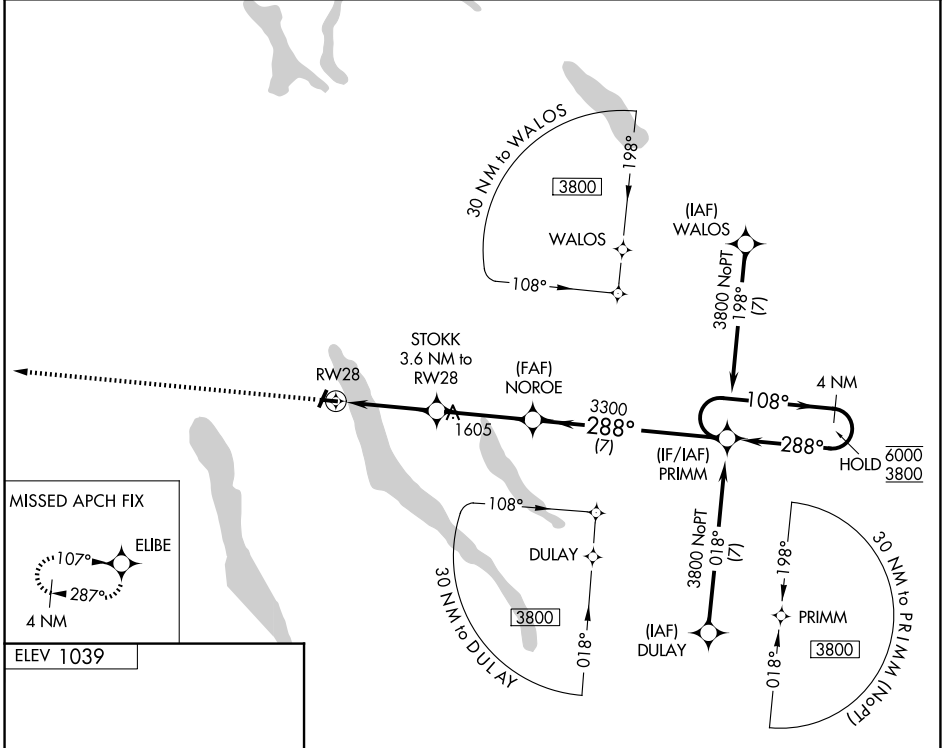 30 NM to WALOS
198°
3800
WALOS
108°
(IAF)
WALOS
3800 NoPT
198°
(7)
STOKK
3.6 NM to
RW28
RW28
(FAF)
NOROE
1605
3300
288°
(7)
4 NM
108°
288°
(IF/IAF)
PRIMM
HOLD
6000
3800
MISSED APCH FIX
107°
ELIBE
287°
4 NM
108°
DULAY
3800
018°
30 NM to DULAY
3800 NoPT
018°
(7)
(IAF)
DULAY
198°
PRIMM
3800
018°
30 NM to PRIMM (NoPT)
ELEV 1039